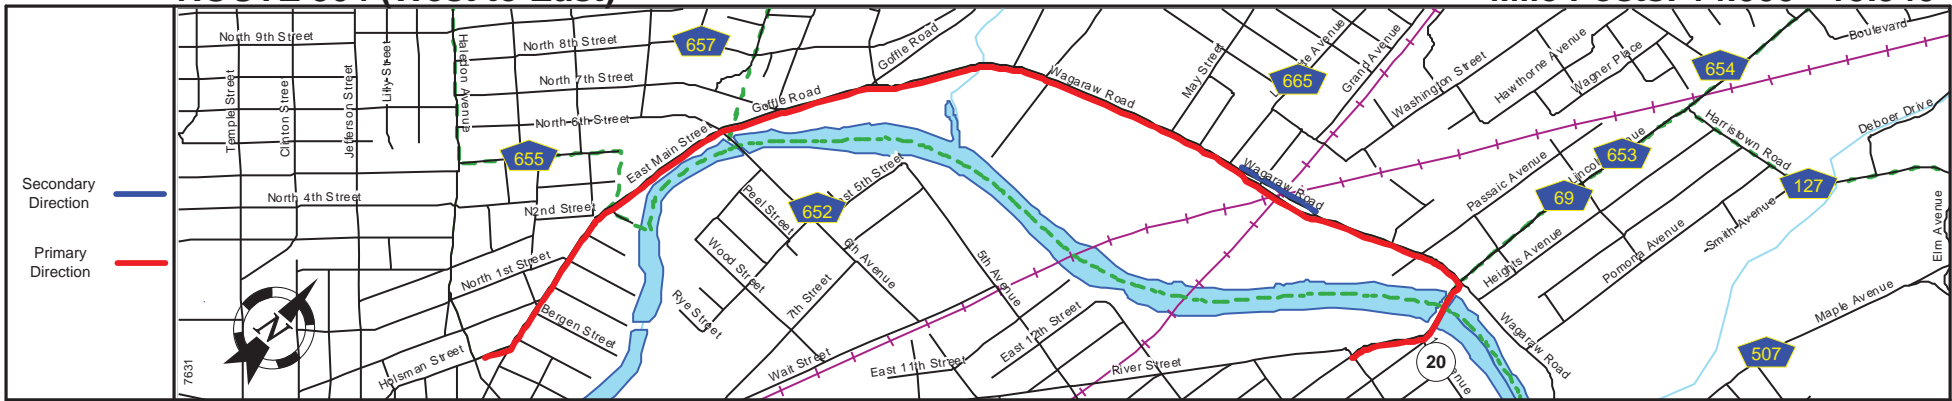 Secondary
Direction
Primary
Direction
North 9th Street
Temple Street
Clinton Street
Jefferson Street
Lilly Street
Haledon Avenue
North 8th Street
North 7th Street
North 6th Street
North 4th Street
N2nd Street
North 1st Street
Bergen Street
Holsman Street
7631
N
657
655
East Main Street
Goffle Road
Goffle Road
Peel Street
652
Wood Street
Rye Street
6th Avenue
7th Street
5th Avenue
Wait Street
East 11th Street
East 12th Street
River Street
Wagaraw Road
May Street
665
Grand Avenue
Washington Street
Hawthorne Avenue
Wagner Place
654
Boulevard
Wagaraw Road
Passaic Avenue
653
69
Harristown Road
127
Deboer Drive
Heights Avenue
Pomona Avenue
Smith Avenue
Elm Avenue
Maple Avenue
507
Wagaraw Road
20